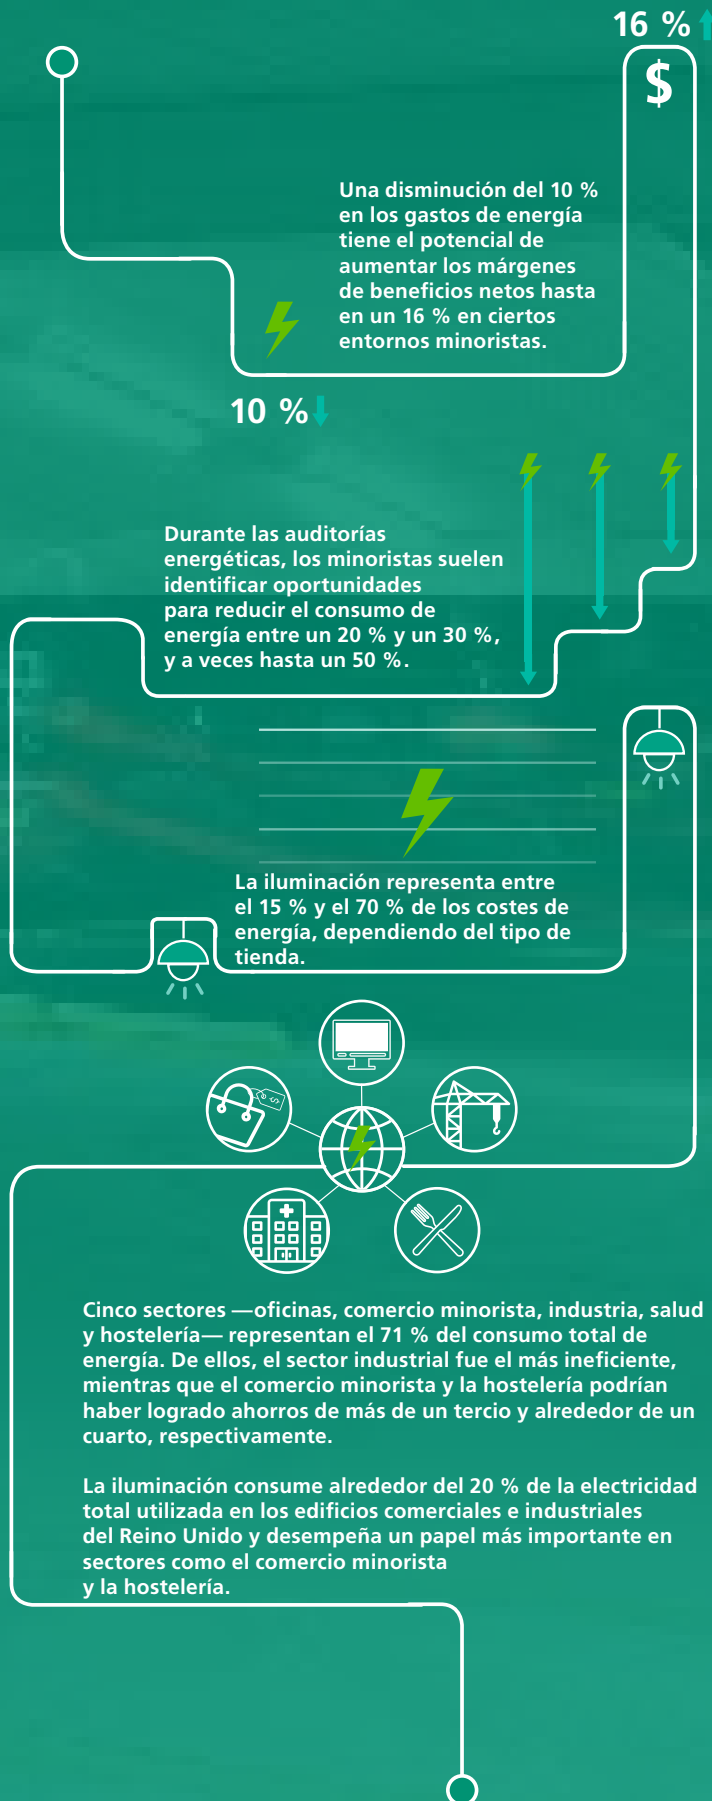 16 %
$
Una disminución del 10 %
en los gastos de energía
tiene el potencial de
aumentar los márgenes
de beneficios netos hasta
en un 16 % en ciertos
entornos minoristas.
10 %
Durante las auditorías
energéticas, los minoristas suelen
identificar oportunidades
para reducir el consumo de
energía entre un 20 % y un 30 %,
y a veces hasta un 50 %.
La iluminación representa entre
el 15 % y el 70 % de los costes de
energía, dependiendo del tipo de
tienda.
Cinco sectores —oficinas, comercio minorista, industria, salud
y hostelería— representan el 71 % del consumo total de
energía. De ellos, el sector industrial fue el más ineficiente,
mientras que el comercio minorista y la hostelería podrían
haber logrado ahorros de más de un tercio y alrededor de un
cuarto, respectivamente.
La iluminación consume alrededor del 20 % de la electricidad
total utilizada en los edificios comerciales e industriales
del Reino Unido y desempeña un papel más importante en
sectores como el comercio minorista
y la hostelería.